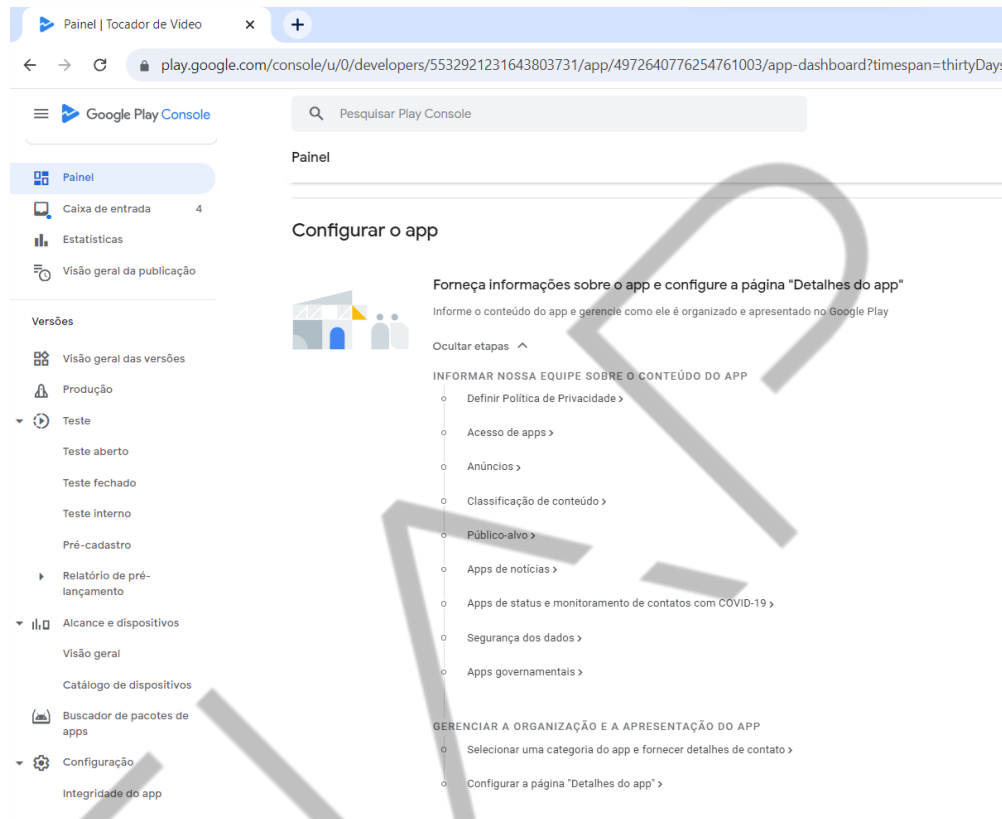 Painel | Tocador de Video
play.google.com/console/u/0/developers/5532921231643803731/app/4972640776254761003/app-dashboard?timespan=thirtyDays
Google Play Console
Pesquisar Play Console
Painel
Painel
Caixa de entrada 4
Estatísticas
Visão geral da publicação
Versões
Visão geral das versões
Produção
Teste
Teste aberto
Teste fechado
Teste interno
Pré-cadastro
Relatório de pré-
lançamento
Alcance e dispositivos
Visão geral
Catálogo de dispositivos
Buscador de pacotes de
apps
Configuração
Integridade do app
Configurar o app
Forneça informações sobre o app e configure a página "Detalhes do app"
Informe o conteúdo do app e gerencie como ele é organizado e apresentado no Google Play
Ocultar etapas
INFORMAR NOSSA EQUIPE SOBRE O CONTEÚDO DO APP
Definir Política de Privacidade
Acesso de apps
Anúncios
Classificação de conteúdo
Público-alvo
Apps de notícias
Apps de status e monitoramento de contatos com COVID-19
Segurança dos dados
Apps governamentais
GERENCIAR A ORGANIZAÇÃO E A APRESENTAÇÃO DO APP
Selecionar uma categoria do app e fornecer detalhes de contato
Configurar a página "Detalhes do app"